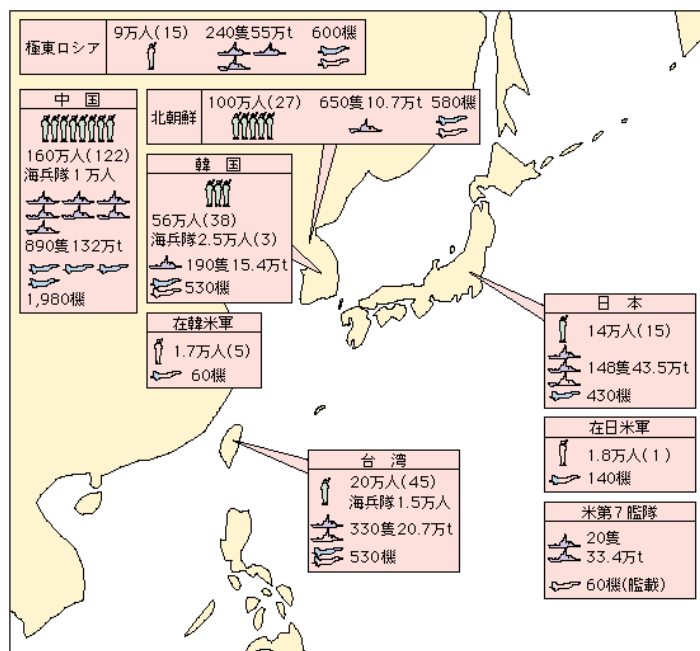 極東ロシア
9万人(15) 240隻55万t 600機
中 国
160万人(122)
海兵隊1万人
890隻132万t
1,980機
北朝鮮
100万人(27) 650隻10.7万t 580機
韓 国
56万人(38)
海兵隊2.5万人(3)
190隻15.4万t
530機
在韓米軍
1.7万人(5)
60機
日 本
14万人(15)
148隻43.5万t
430機
在日米軍
1.8万人(1)
140機
米第7艦隊
20隻
33.4万t
60機(艦載)
台 湾
20万人(45)
海兵隊1.5万人
330隻20.7万t
530機